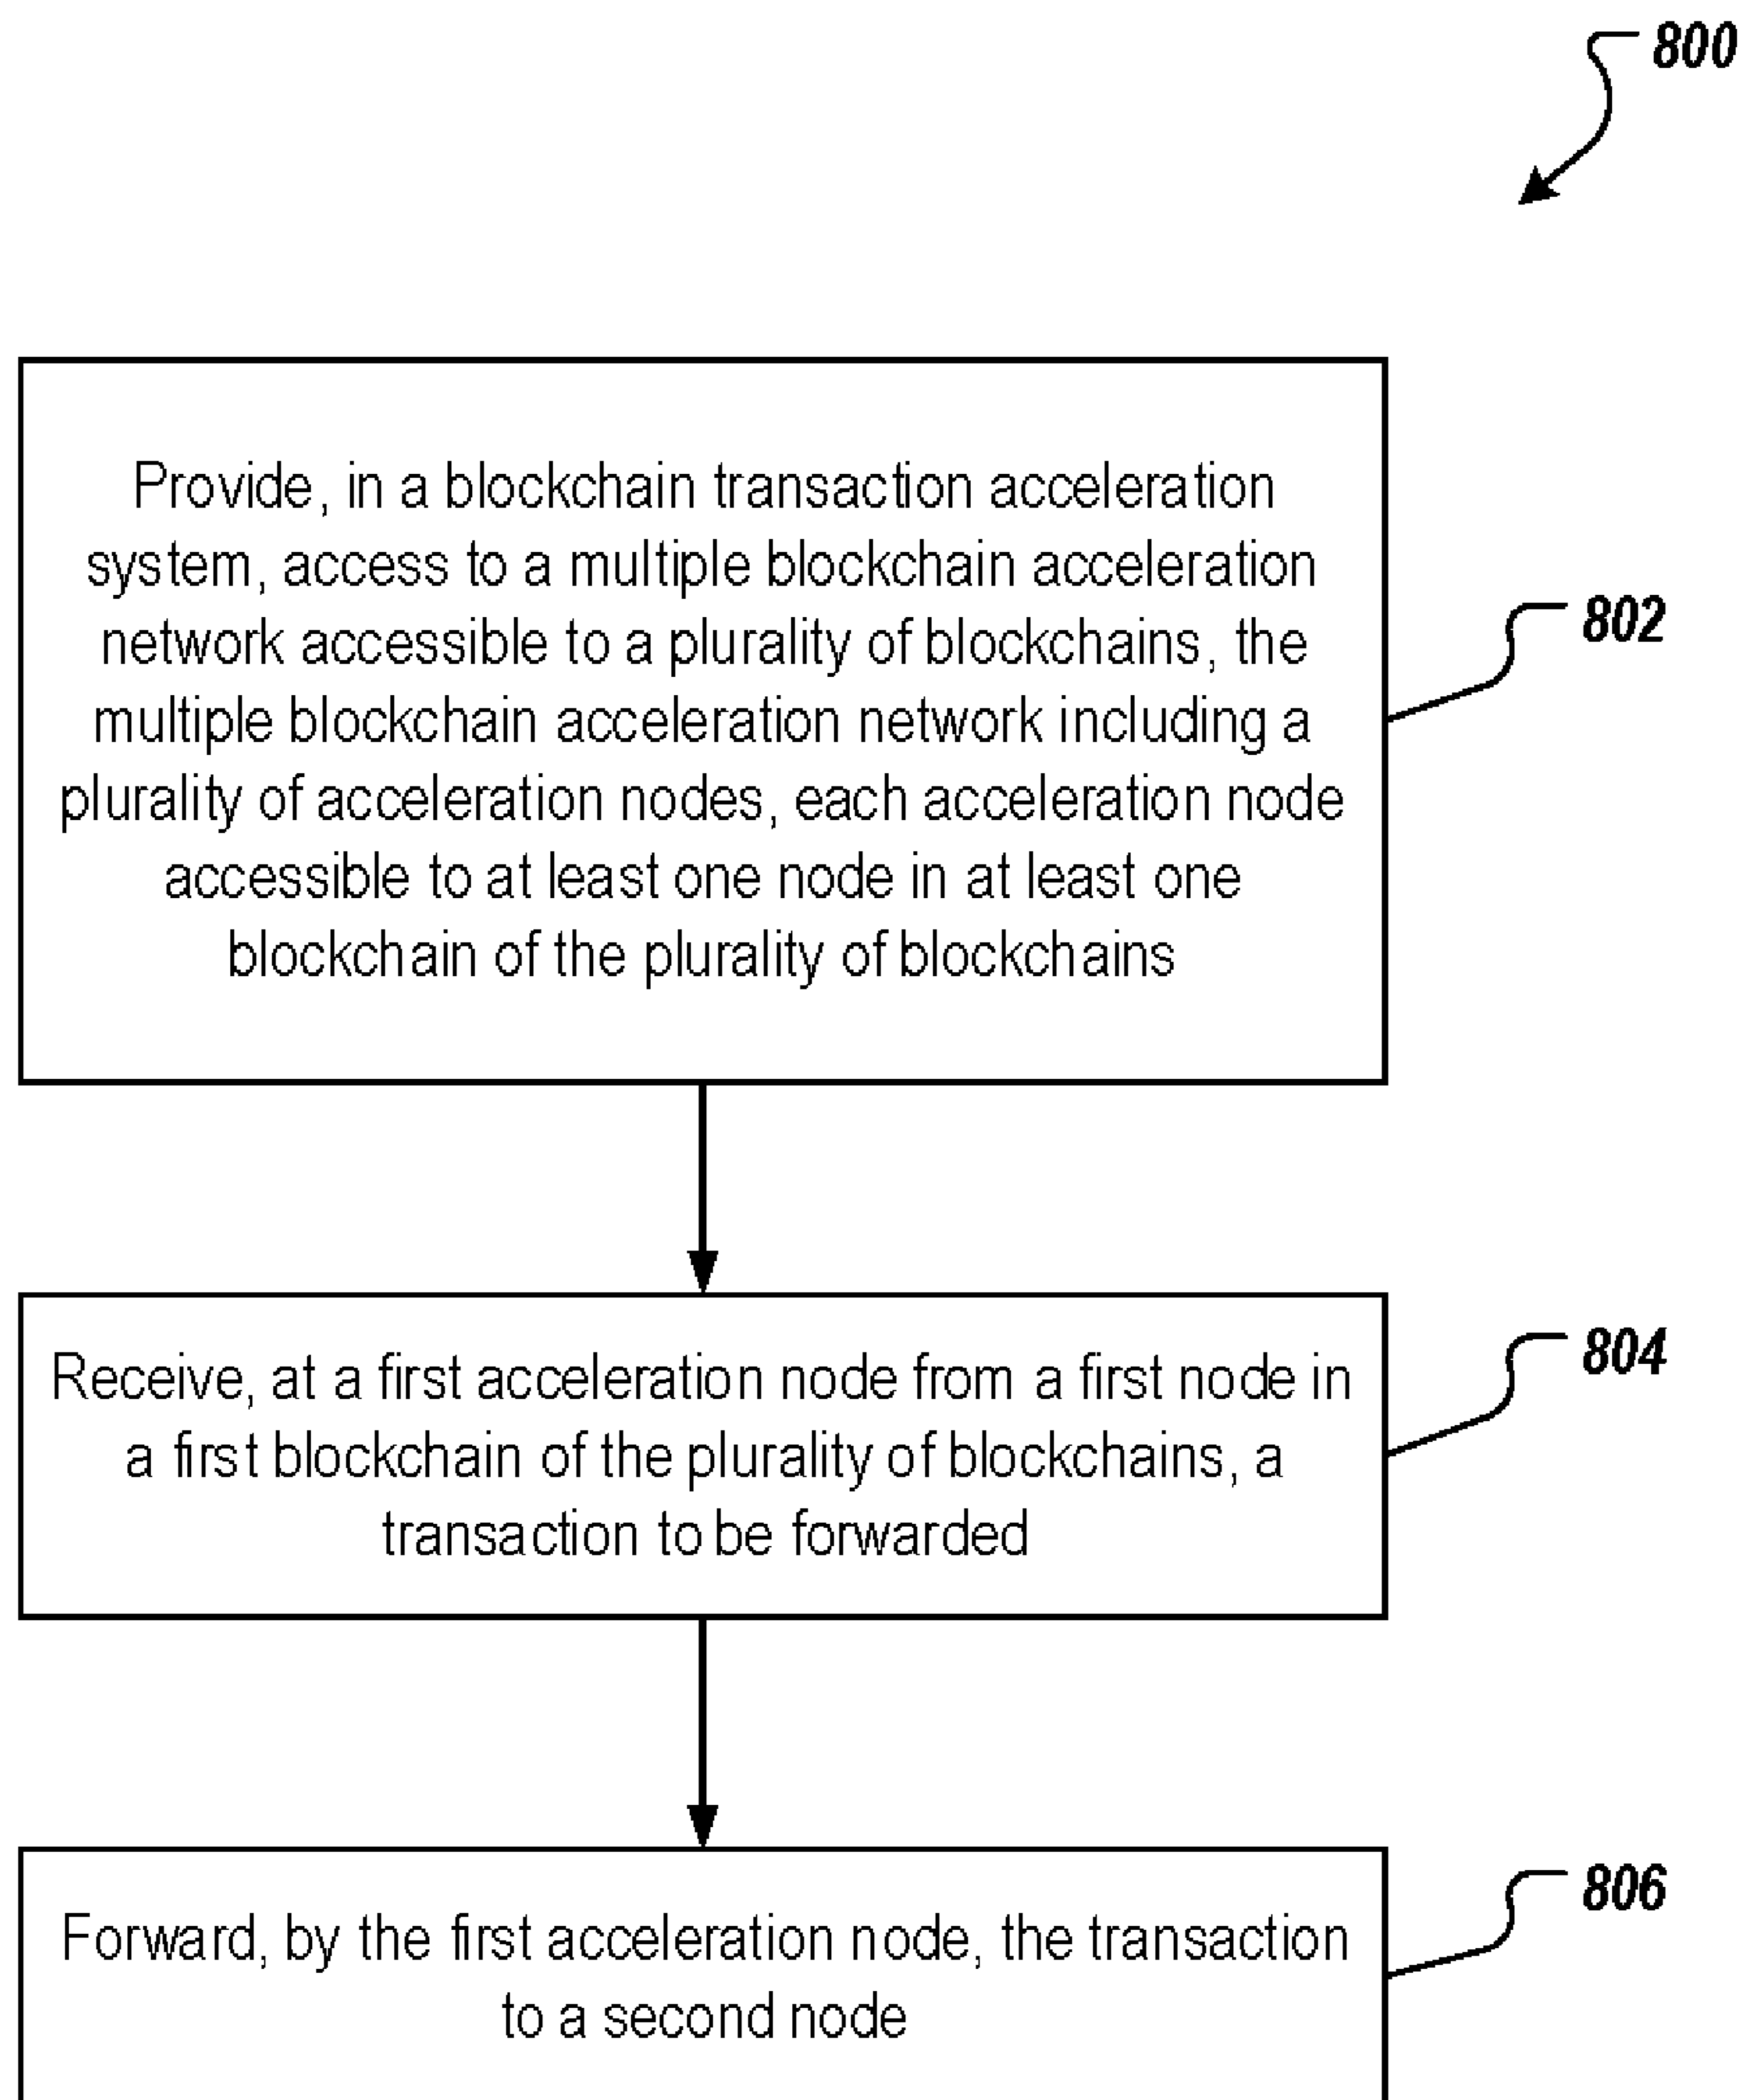 800
Provide, in a blockchain transaction acceleration
system, access to a multiple blockchain acceleration
network accessible to a plurality of blockchains, the
multiple blockchain acceleration network including a
plurality of acceleration nodes, each acceleration node
accessible to at least one node in at least one
blockchain of the plurality of blockchains
802
Receive, at a first acceleration node from a first node in
a first blockchain of the plurality of blockchains, a
transaction to be forwarded
804
Forward, by the first acceleration node, the transaction
to a second node
806